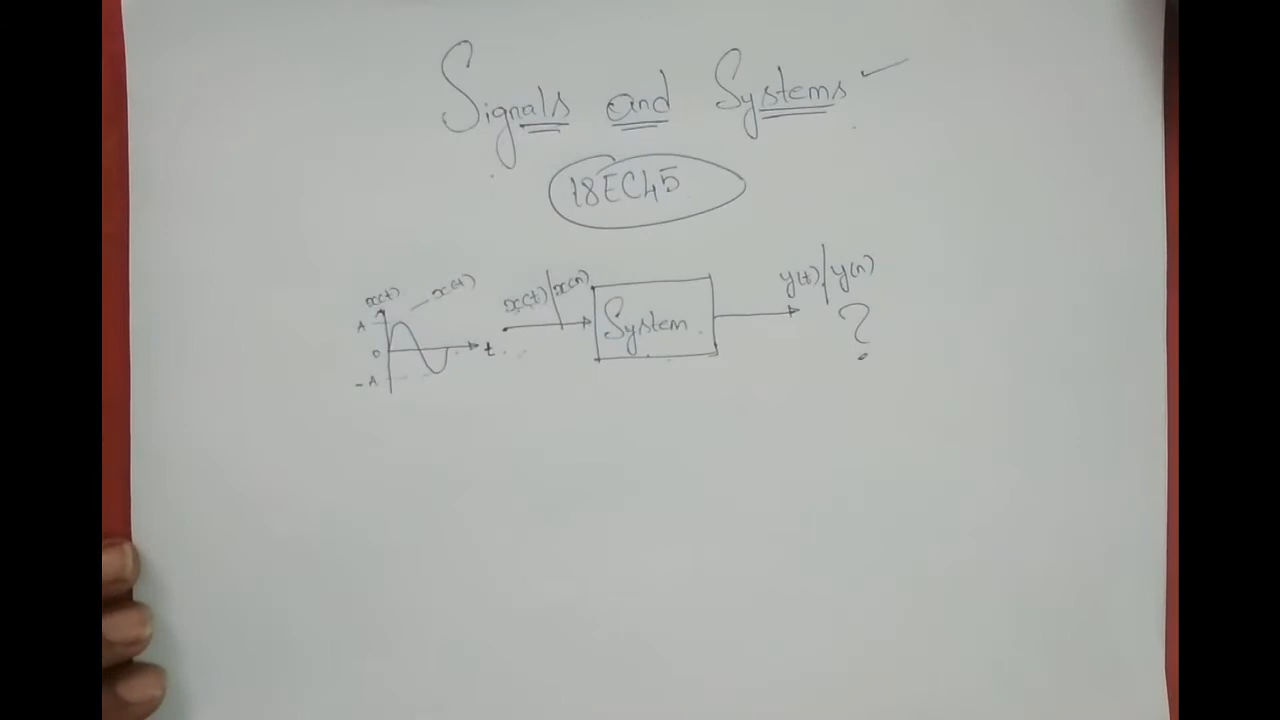 Signals and Systems
18EC45
x(t)
x(t)
A
0
-A
t
x(t) | x(n)
System
y(t) | y(n)
?